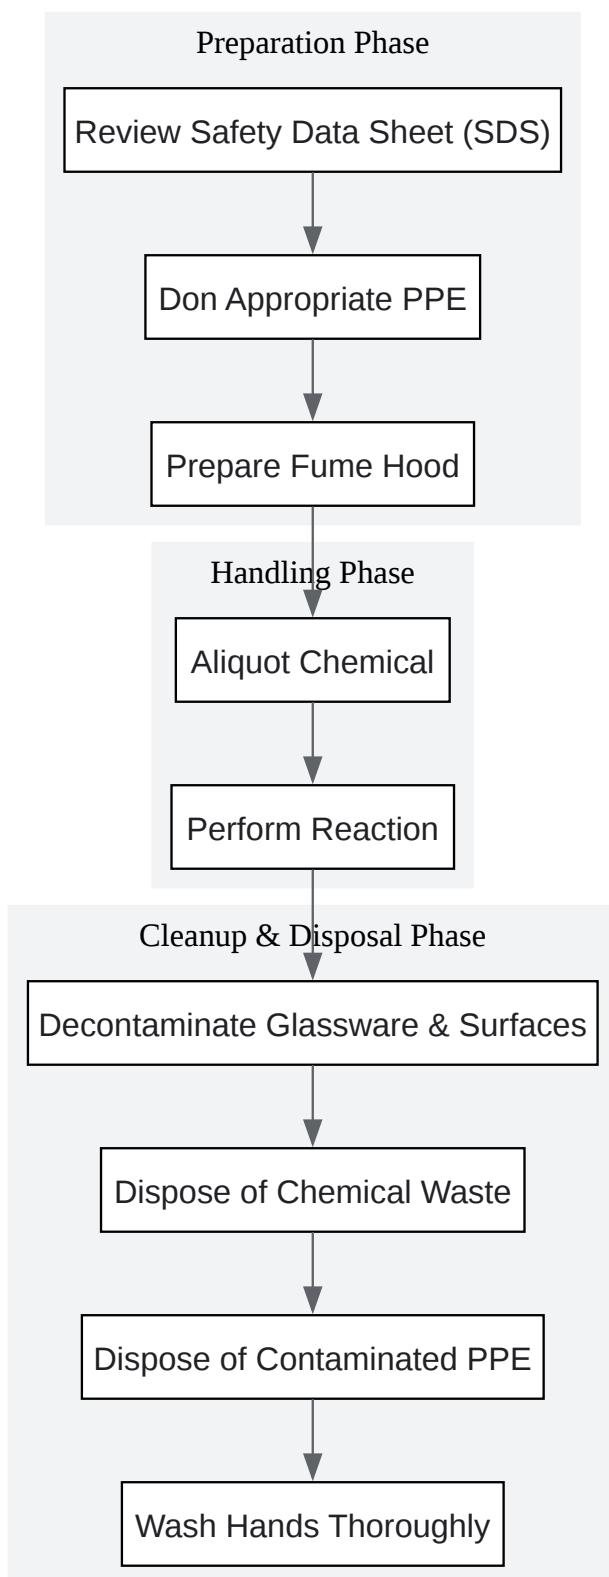 Preparation Phase
Review Safety Data Sheet (SDS)
Don Appropriate PPE
Prepare Fume Hood
Handling Phase
Aliquot Chemical
Perform Reaction
Cleanup & Disposal Phase
Decontaminate Glassware & Surfaces
Dispose of Chemical Waste
Dispose of Contaminated PPE
Wash Hands Thoroughly